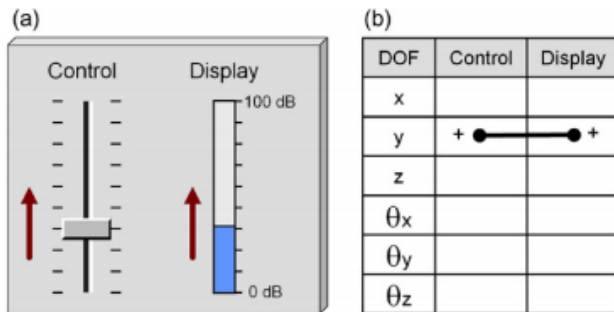 (a)
Control Display
100 dB
0 dB
(b)
DOF Control Display
x
y + +
z
θx
θy
θz